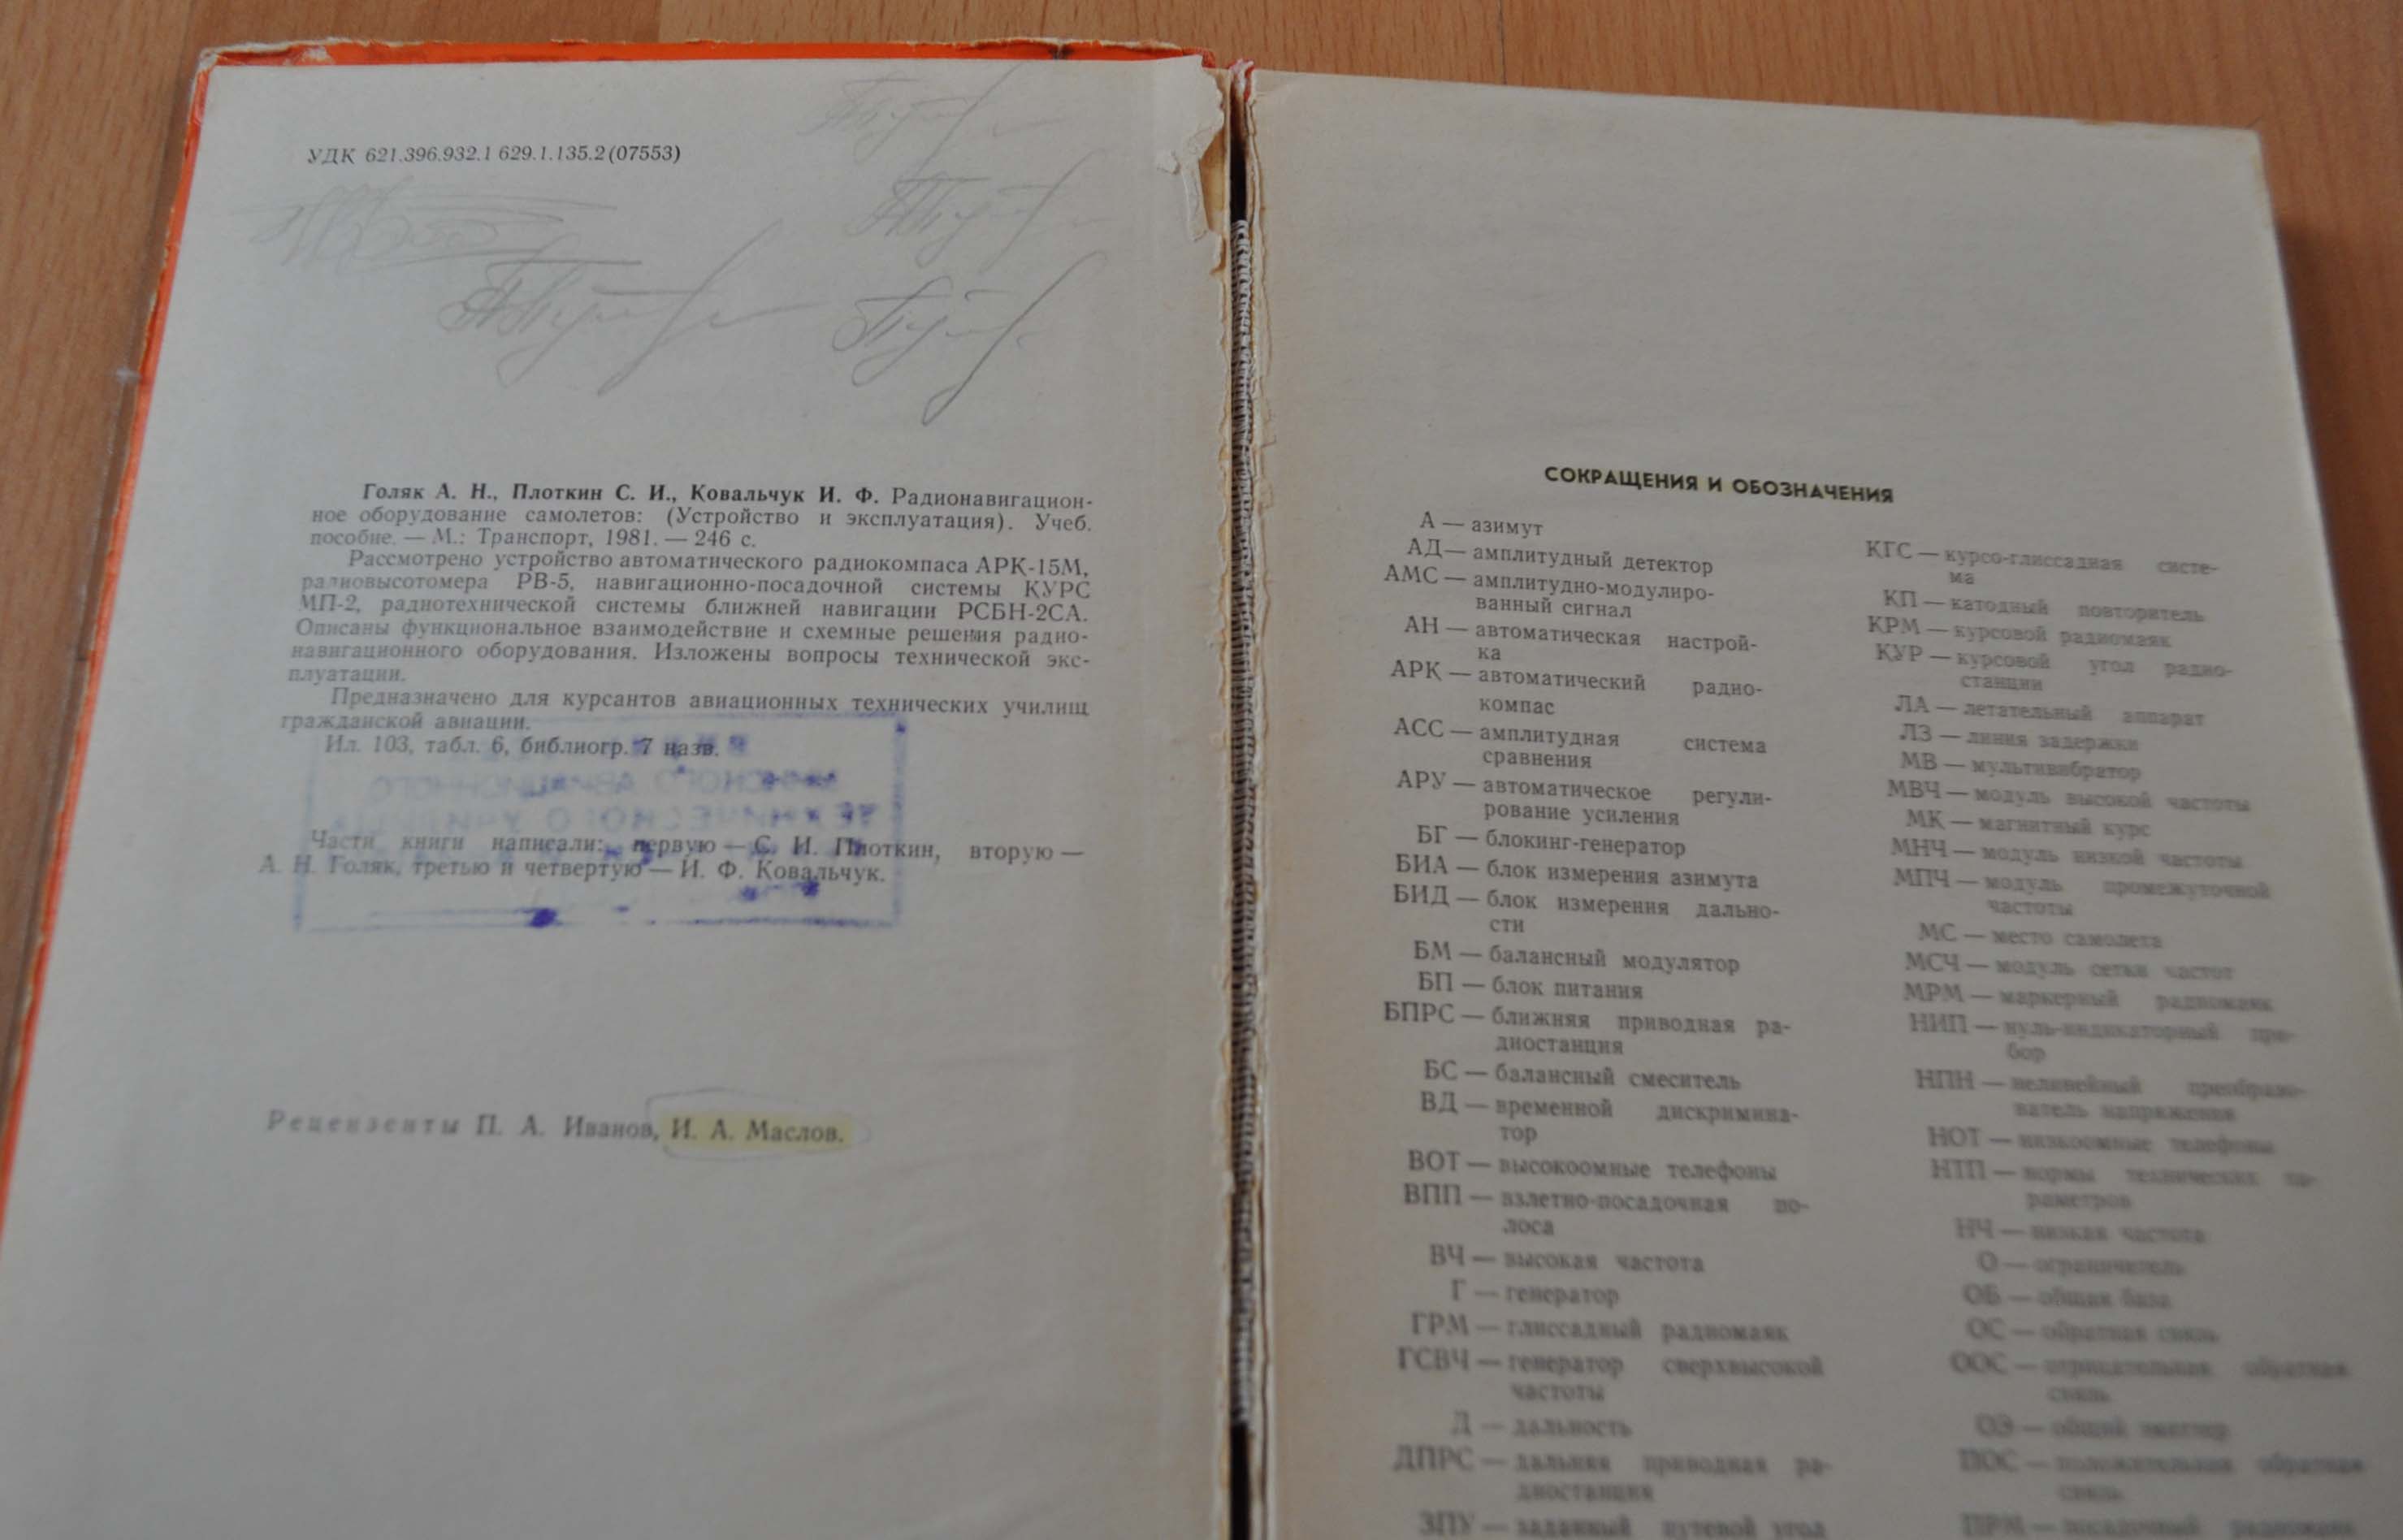 УДК 621.396.932.1 629.1.135.2(07553)
Голяк А. Н., Плоткин С. И., Ковальчук И. Ф. Радионавигацион-
ное оборудование самолетов: (Устройство и эксплуатация). Учеб.
пособие. — М.: Транспорт, 1981. — 246 с.
Рассмотрено устройство автоматического радиокомпаса АРК-15М,
радиовысотомера РВ-5, навигационно-посадочной системы КУРС
МП-2, радиотехнической системы ближней навигации РСБН-2СА.
Описаны функциональное взаимодействие и схемные решения радио-
навигационного оборудования. Изложены вопросы технической экс-
плуатации.
Предназначено для курсантов авиационных технических училищ
гражданской авиации.
Ил. 103, табл. 6, библиогр. 7 назв.
Части книги написали: первую — С. И. Плоткин, вторую —
А. Н. Голяк, третью и четвертую — И. Ф. Ковальчук.
Рецензенты П. А. Иванов, И. А. Маслов.
СОКРАЩЕНИЯ И ОБОЗНАЧЕНИЯ
А — азимут
АД — амплитудный детектор
АМС — амплитудно-модулиро-
ванный сигнал
АН — автоматическая настрой-
ка
АРК — автоматический радио-
компас
АСС — амплитудная система
сравнения
АРУ — автоматическое регули-
рование усиления
БГ — блокинг-генератор
БИА — блок измерения азимута
БИД — блок измерения дально-
сти
БМ — балансный модулятор
БП — блок питания
БПРС — ближняя приводная ра-
диостанция
БС — балансный смеситель
ВД — временной дискримина-
тор
ВОТ — высокоомные телефоны
ВПП — взлетно-посадочная по-
лоса
ВЧ — высокая частота
Г — генератор
ГРМ — глиссадный радиомаяк
ГСВЧ — генератор сверхвысокой
частоты
Д — дальность
ДПРС — дальняя приводная ра-
диостанция
ЗПУ — заданный путевой угол
КГС — курсо-глиссадная систе-
ма
КП — катодный повторитель
КРМ — курсовой радиомаяк
КУР — курсовой угол радио-
станции
ЛА — летательный аппарат
ЛЗ — линия задержки
МВ — мультивибратор
МВЧ — модуль высокой частоты
МК — магнитный курс
МНЧ — модуль низкой частоты
МПЧ — модуль промежуточной
частоты
МС — место самолета
МСЧ — модуль сетки частот
МРМ — маркерный радиомаяк
НИП — нуль-индикаторный при-
бор
НПН — нелинейный преобразо-
ватель напряжения
НОТ — низкоомные телефоны
НТП — нормы технических па-
раметров
НЧ — низкая частота
О — ограничитель
ОБ — общая база
ОС — обратная связь
ООС — отрицательная обратная
связь
ОЭ — общий эмиттер
ПОС — положительная обратная
связь
ПРМ — посадочный радиомаяк